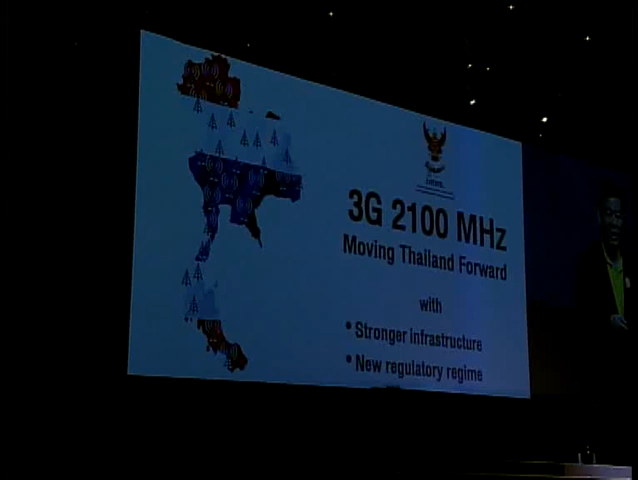 3G 2100 MHz
Moving Thailand Forward
with
• Stronger infrastructure
• New regulatory regime